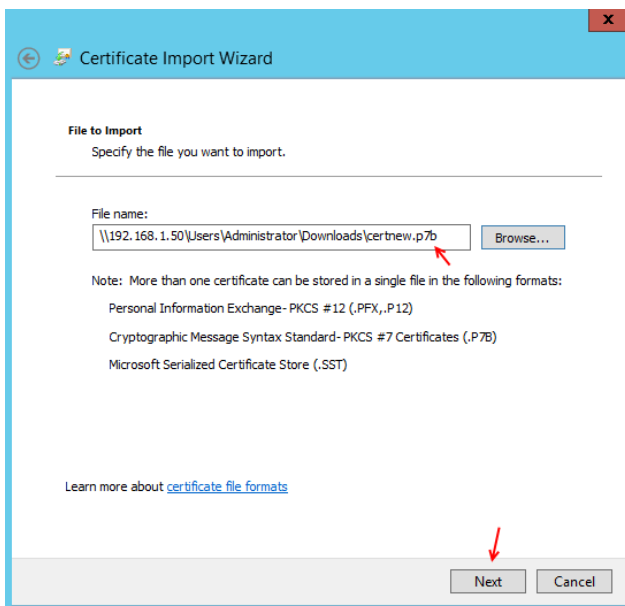 x
Certificate Import Wizard
File to Import
Specify the file you want to import.
File name:
\\192.168.1.50\Users\Administrator\Downloads\certnew.p7b
Browse...
Note: More than one certificate can be stored in a single file in the following formats:
Personal Information Exchange- PKCS #12 (.PFX,.P12)
Cryptographic Message Syntax Standard- PKCS #7 Certificates (.P7B)
Microsoft Serialized Certificate Store (.SST)
Learn more about certificate file formats
Next Cancel